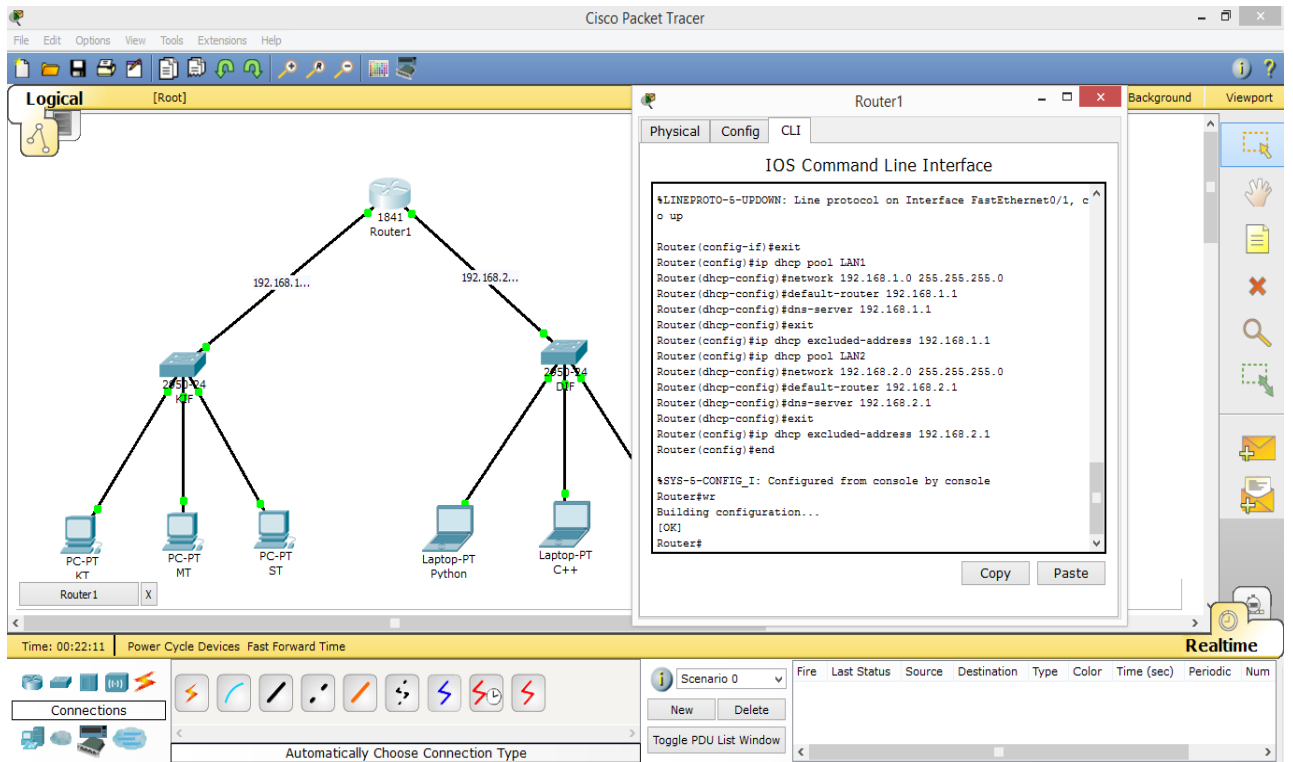 Cisco Packet Tracer
File Edit Options View Tools Extensions Help
Logical
[Root]
Background
Viewport
1841
Router1
192.168.1...
192.168.2...
2950-24
2950-24
DIF
PC-PT
KT
PC-PT
MT
PC-PT
ST
Laptop-PT
Python
Laptop-PT
C++
Router1 X
Router1
Physical Config CLI
IOS Command Line Interface
%LINEPROTO-5-UPDOWN: Line protocol on Interface FastEthernet0/1, c
o up
Router(config-if)#exit
Router(config)#ip dhcp pool LAN1
Router(dhcp-config)#network 192.168.1.0 255.255.255.0
Router(dhcp-config)#default-router 192.168.1.1
Router(dhcp-config)#dns-server 192.168.1.1
Router(dhcp-config)#exit
Router(config)#ip dhcp excluded-address 192.168.1.1
Router(config)#ip dhcp pool LAN2
Router(dhcp-config)#network 192.168.2.0 255.255.255.0
Router(dhcp-config)#default-router 192.168.2.1
Router(dhcp-config)#dns-server 192.168.2.1
Router(dhcp-config)#exit
Router(config)#ip dhcp excluded-address 192.168.2.1
Router(config)#end
%SYS-5-CONFIG_I: Configured from console by console
Router#wr
Building configuration...
[OK]
Router#
Copy Paste
Time: 00:22:11 Power Cycle Devices Fast Forward Time
Realtime
Connections
Automatically Choose Connection Type
Scenario 0
New Delete
Toggle PDU List Window
Fire Last Status Source Destination Type Color Time (sec) Periodic Num